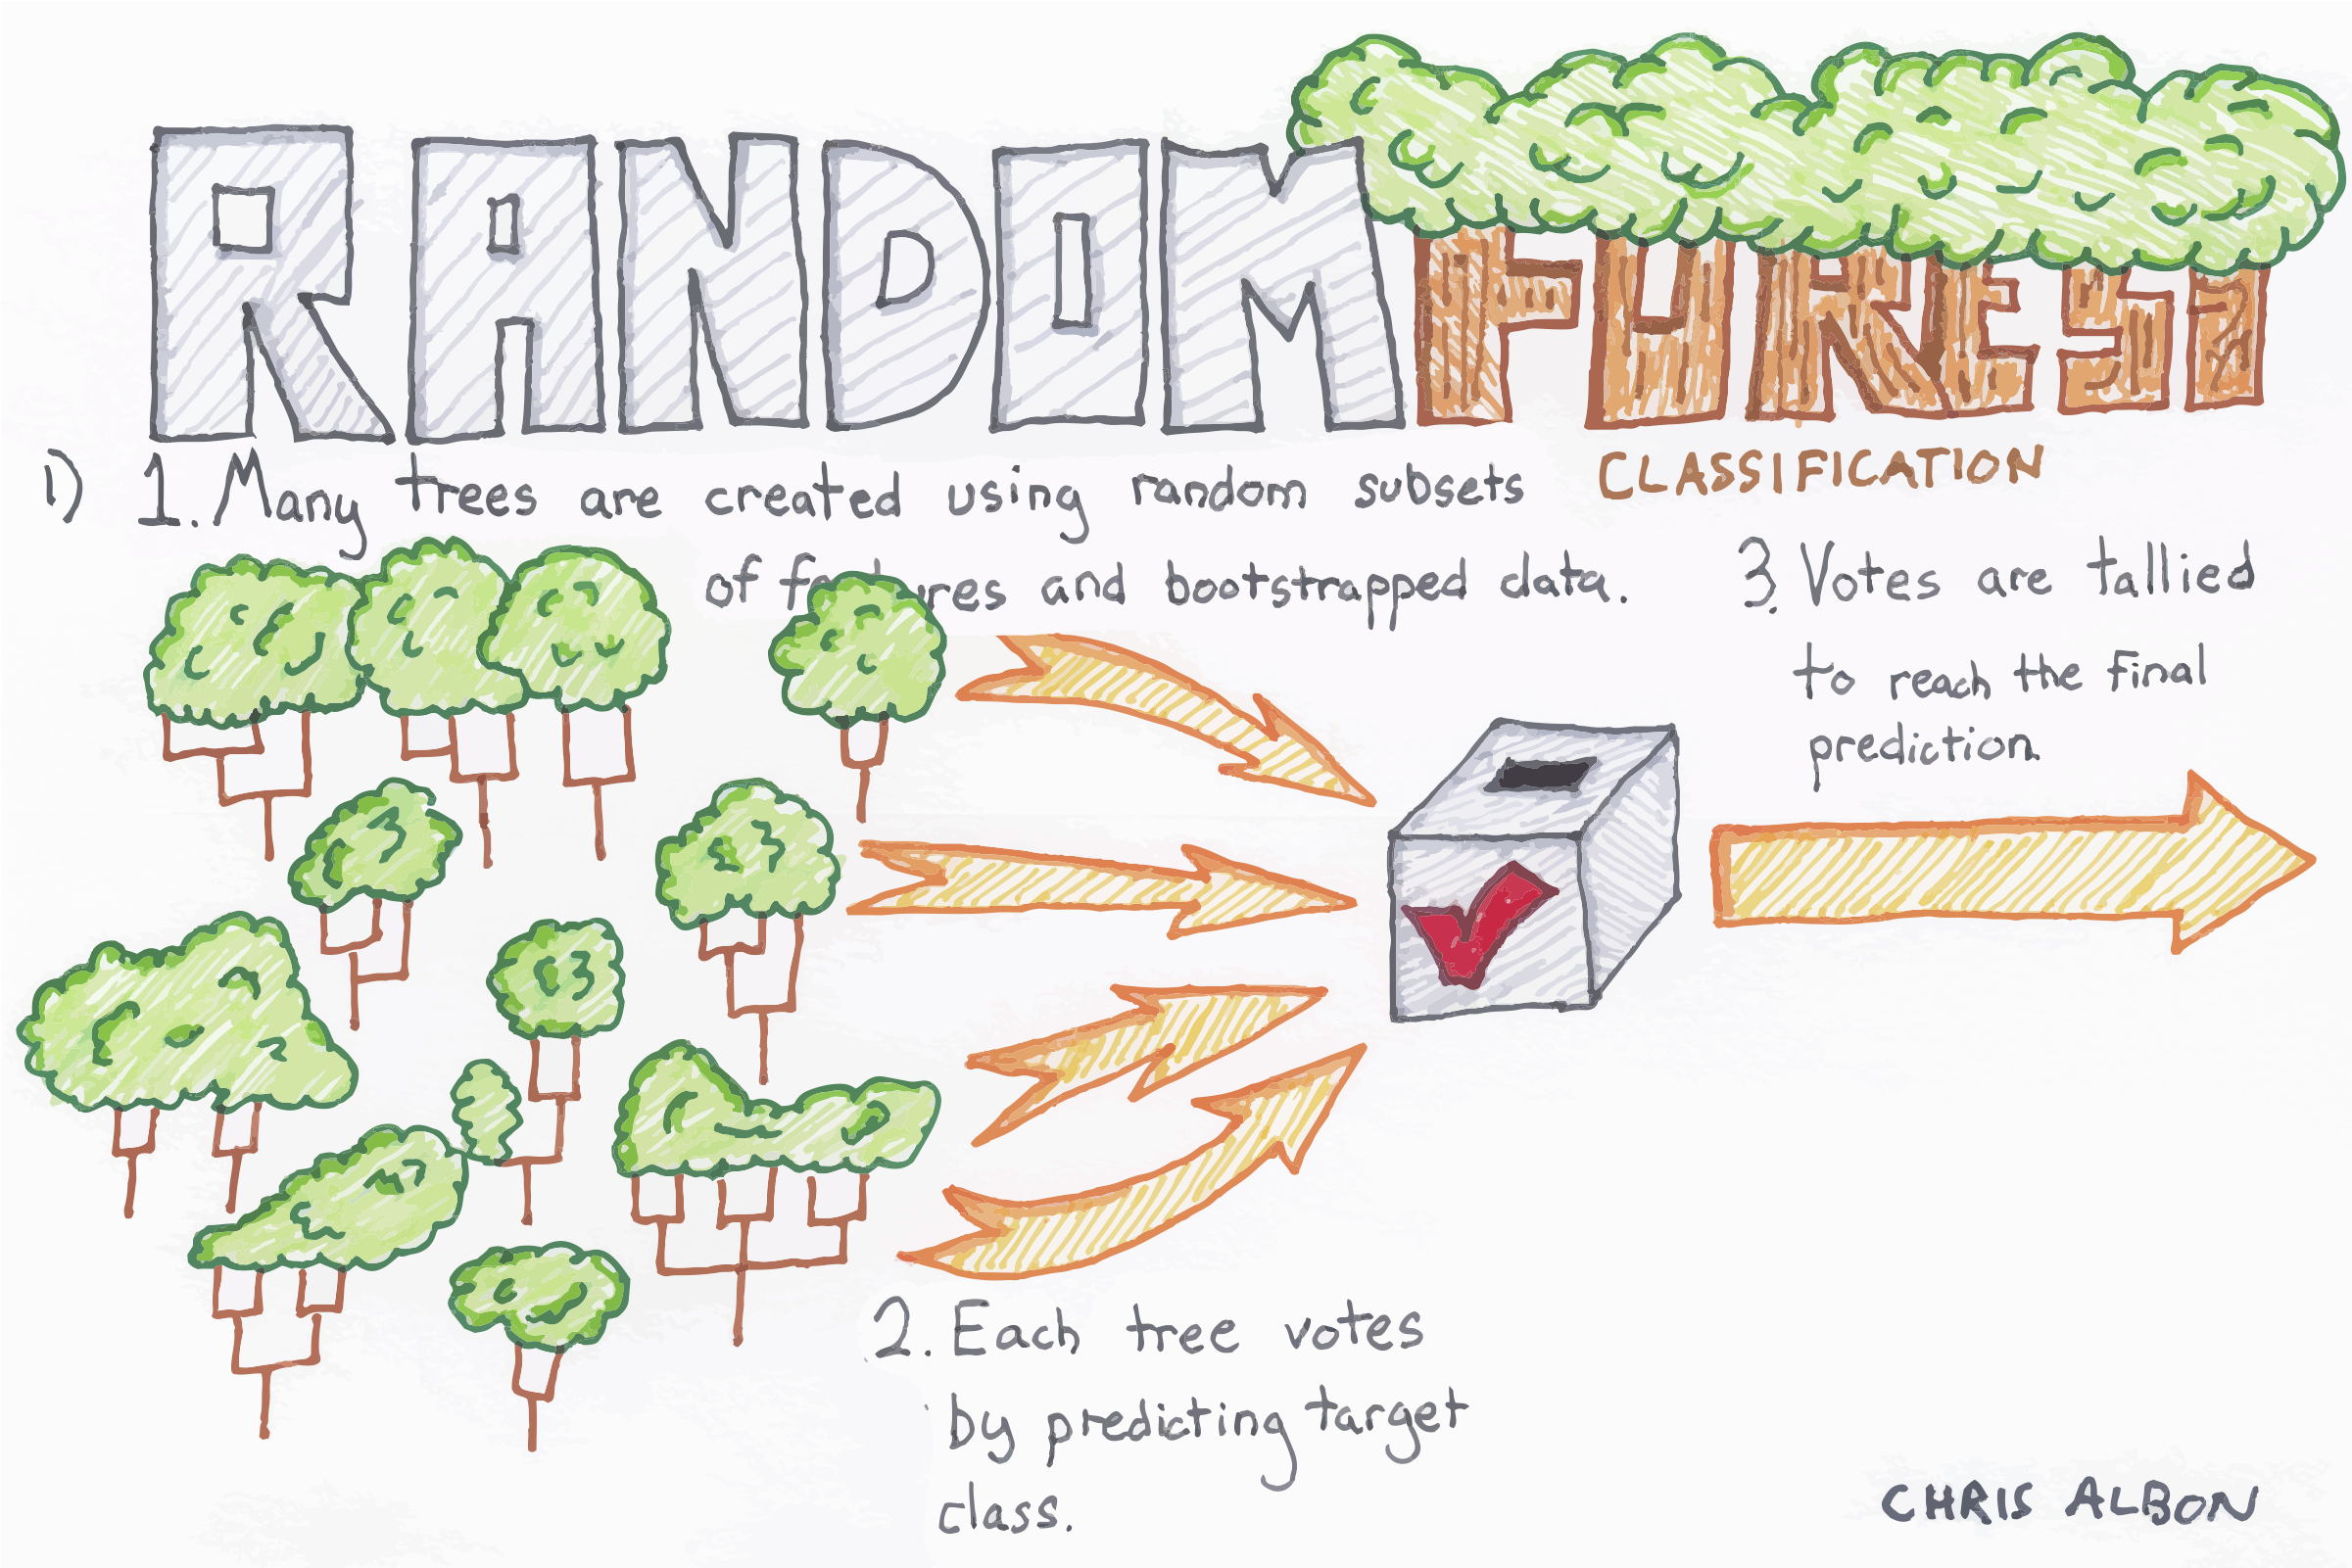 RANDOM FOREST
CLASSIFICATION
1) 1. Many trees are created using random subsets
of features and bootstrapped data.
3. Votes are tallied
to reach the final
prediction.
2. Each tree votes
by predicting target
class.
CHRIS ALBON